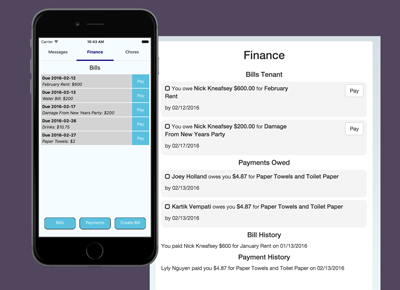 Carrier
10:43 AM
Messages
Finance
Chores
Bills
Due 2016-02-12
February Rent: $600
Pay
Due 2016-02-13
Water Bill: $200
Pay
Due 2016-02-17
Damage From New Years Party: $200
Pay
Due 2016-02-26
Drinks: $10.75
Pay
Due 2016-02-27
Paper Towels: $2
Pay
Bills
Payments
Create Bill
Finance
Bills Tenant
You owe Nick Kneafsey $600.00 for February
Rent
Pay
by 02/12/2016
You owe Nick Kneafsey $200.00 for Damage
From New Years Party
Pay
by 02/17/2016
Payments Owed
Joey Holland owes you $4.87 for Paper Towels and Toilet Paper
by 02/13/2016
Kartik Vempati owes you $4.87 for Paper Towels and Toilet Paper
by 02/13/2016
Bill History
You paid Nick Kneafsey $600 for January Rent on 01/13/2016
Payment History
Lyly Nguyen paid you $4.87 for Paper Towels and Toilet Paper on 02/13/2016